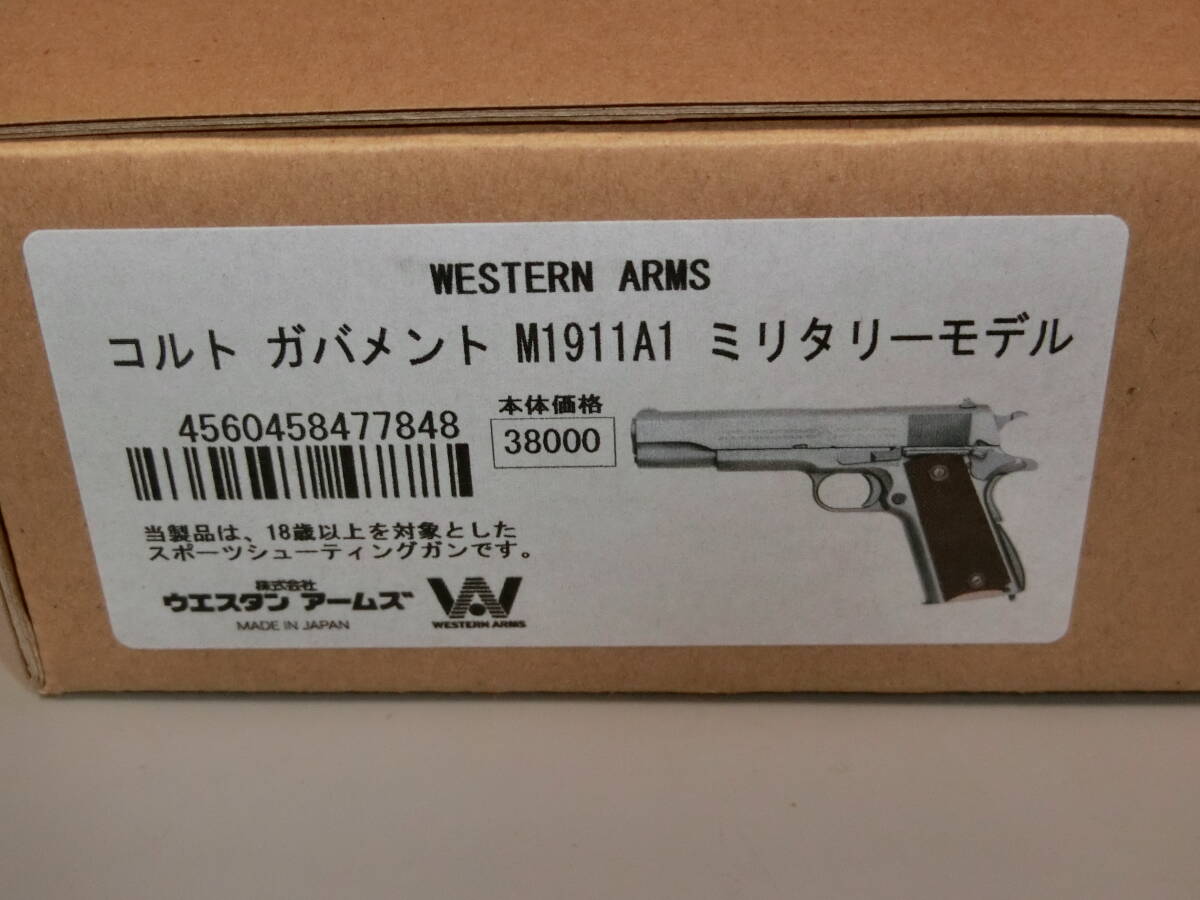 WESTERN ARMS
コルト ガバメント M1911A1 ミリタリーモデル
4560458477848
本体価格
38000
当製品は、18歳以上を対象とした
スポーツシューティングガンです。
株式会社
ウエスタン アームズ
MADE IN JAPAN
WESTERN ARMS